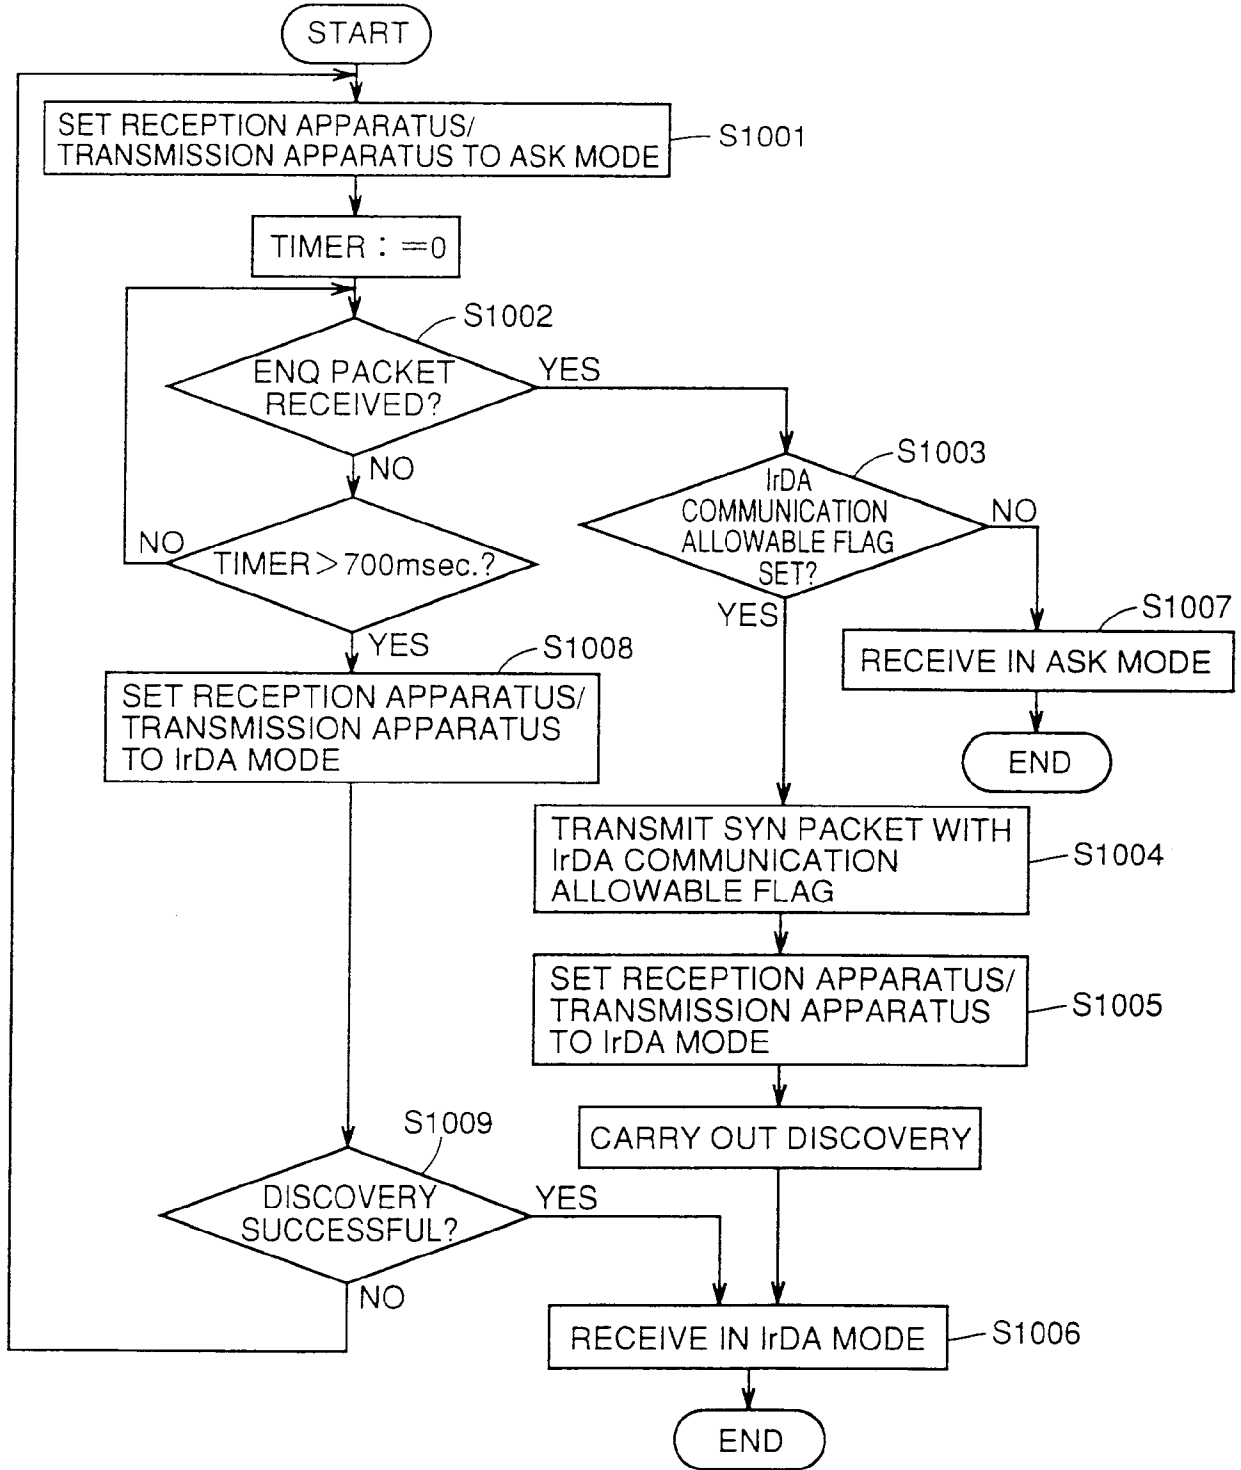 START
SET RECEPTION APPARATUS/
TRANSMISSION APPARATUS TO ASK MODE
S1001
TIMER : =0
S1002
ENQ PACKET
RECEIVED?
YES
NO
S1003
IrDA
COMMUNICATION
ALLOWABLE FLAG
SET?
NO
YES
NO
TIMER>700msec.?
YES
S1007
RECEIVE IN ASK MODE
END
S1008
SET RECEPTION APPARATUS/
TRANSMISSION APPARATUS
TO IrDA MODE
TRANSMIT SYN PACKET WITH
IrDA COMMUNICATION
ALLOWABLE FLAG
S1004
SET RECEPTION APPARATUS/
TRANSMISSION APPARATUS
TO IrDA MODE
S1005
CARRY OUT DISCOVERY
S1009
DISCOVERY
SUCCESSFUL?
YES
NO
RECEIVE IN IrDA MODE
S1006
END